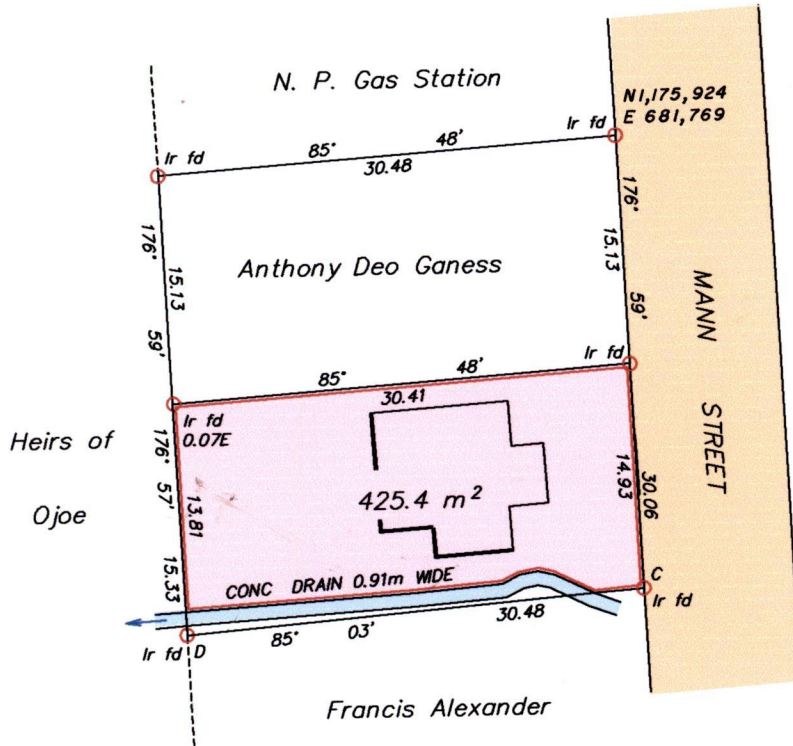 N. P. Gas Station
N1,175,924
E 681,769
Ir fd
Ir fd
85° 48'
30.48
176°
15.13
59'
176°
15.13
59'
Anthony Deo Ganess
MANN STREET
Ir fd
85° 48'
30.41
Ir fd
0.07E
Heirs of
Ojoe
176° 57'
13.81
15.33
425.4 m²
14.93
30.06
CONC DRAIN 0.91m WIDE
C
Ir fd
30.48
85° 03'
Ir fd D
Francis Alexander